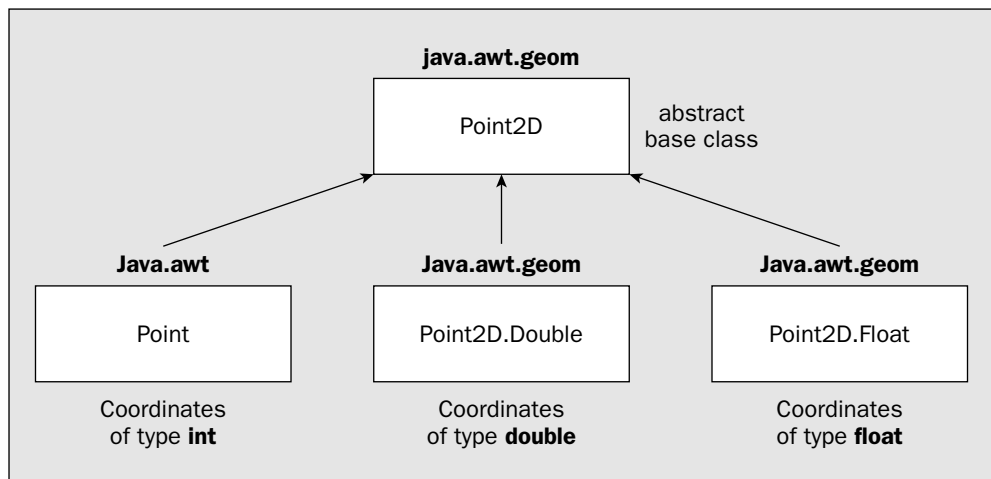 java.awt.geom
Point2D
abstract
base class
Java.awt
Java.awt.geom
Java.awt.geom
Point
Point2D.Double
Point2D.Float
Coordinates
of type int
Coordinates
of type double
Coordinates
of type float